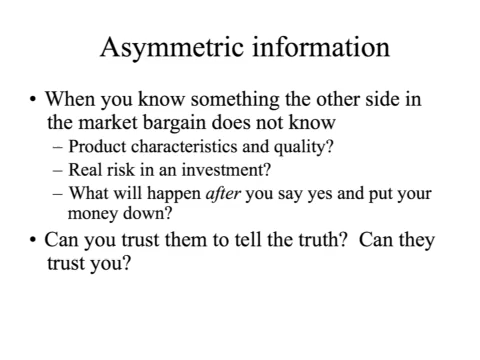 Asymmetric information
• When you know something the other side in
the market bargain does not know
– Product characteristics and quality?
– Real risk in an investment?
– What will happen after you say yes and put your
money down?
• Can you trust them to tell the truth?  Can they
trust you?